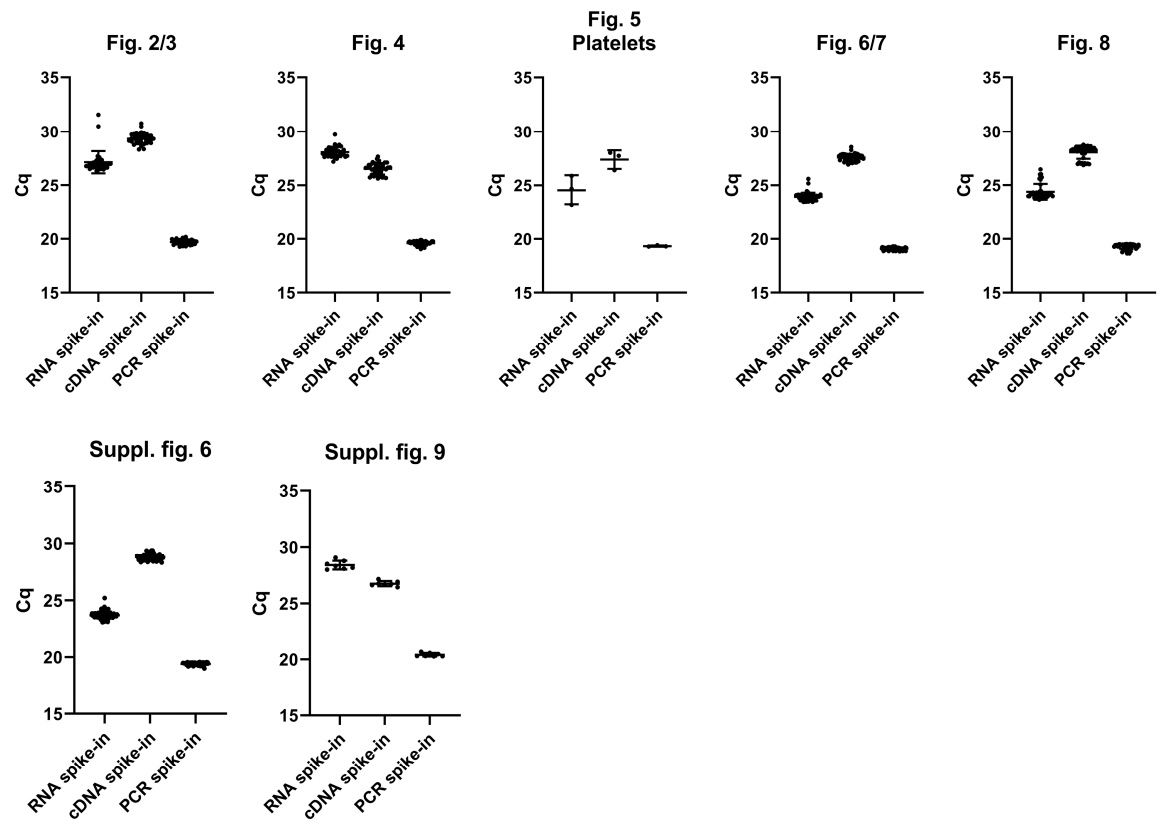 Fig. 2/3
35
30
25
20
15
Cq
RNA spike-in
cDNA spike-in
PCR spike-in
Fig. 4
35
30
25
20
15
Cq
RNA spike-in
cDNA spike-in
PCR spike-in
Fig. 5
Platelets
35
30
25
20
15
Cq
RNA spike-in
cDNA spike-in
PCR spike-in
Fig. 6/7
35
30
25
20
15
Cq
RNA spike-in
cDNA spike-in
PCR spike-in
Fig. 8
35
30
25
20
15
Cq
RNA spike-in
cDNA spike-in
PCR spike-in
Suppl. fig. 6
35
30
25
20
15
Cq
RNA spike-in
cDNA spike-in
PCR spike-in
Suppl. fig. 9
35
30
25
20
15
Cq
RNA spike-in
cDNA spike-in
PCR spike-in